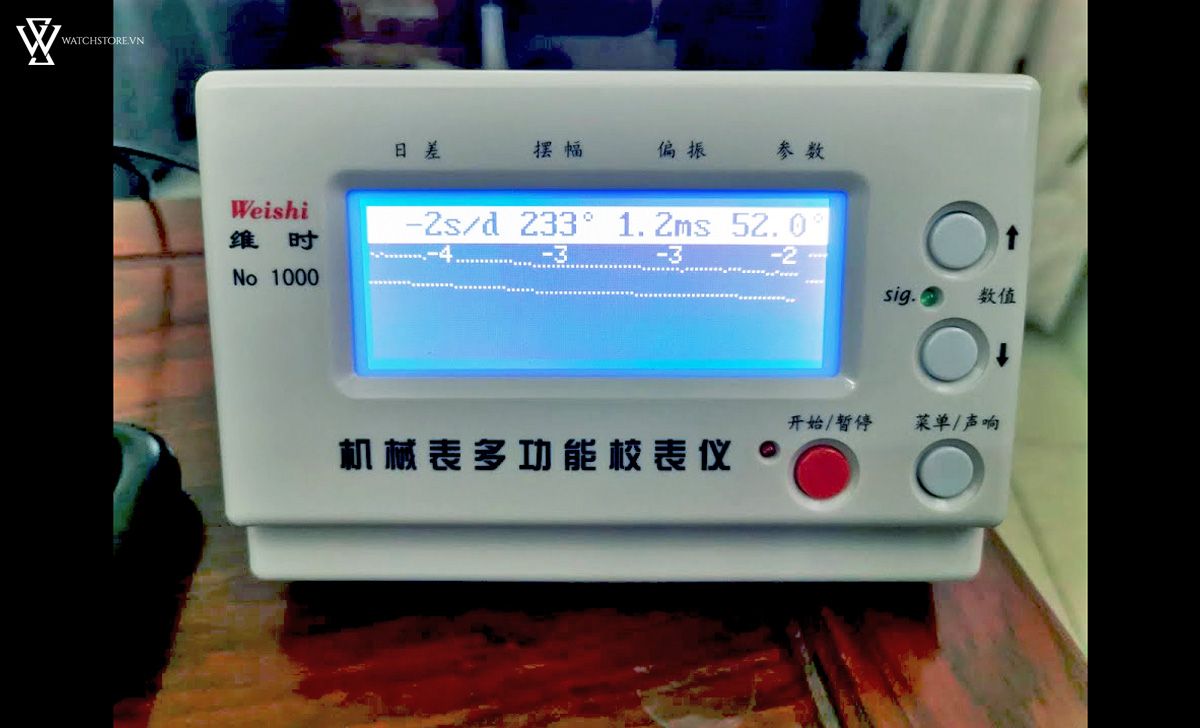 WATCHSTORE.VN
日差 摆幅 偏振 参数
Weishi
维时
No 1000
-2s/d 233° 1.2ms 52.0°
-4 -3 -3 -2
sig. 数值
开始/暂停 菜单/声响
机械表多功能校表仪